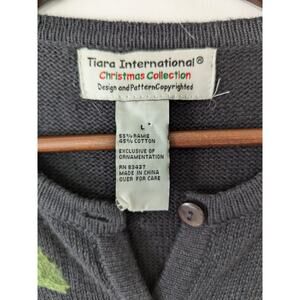 Tiara International®
Christmas Collection
Design and Pattern Copyrighted
L
55% RAMIE
45% COTTON
EXCLUSIVE OF
ORNAMENTATION
RN 93437
MADE IN CHINA
OVER FOR CARE